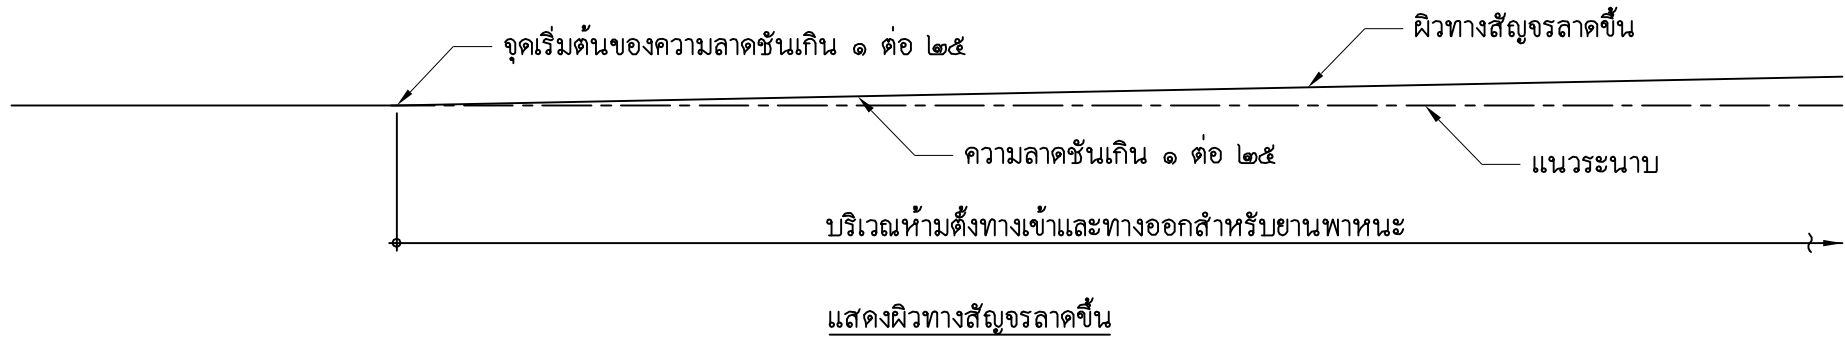 ผิวทางสัญจรลาดขึ้น
จุดเริ่มต้นของความลาดชันเกิน ๑ ต่อ ๒๕
ความลาดชันเกิน ๑ ต่อ ๒๕
แนวระนาบ
บริเวณห้ามตั้งทางเข้าและทางออกสำหรับยานพาหนะ
แสดงผิวทางสัญจรลาดขึ้น